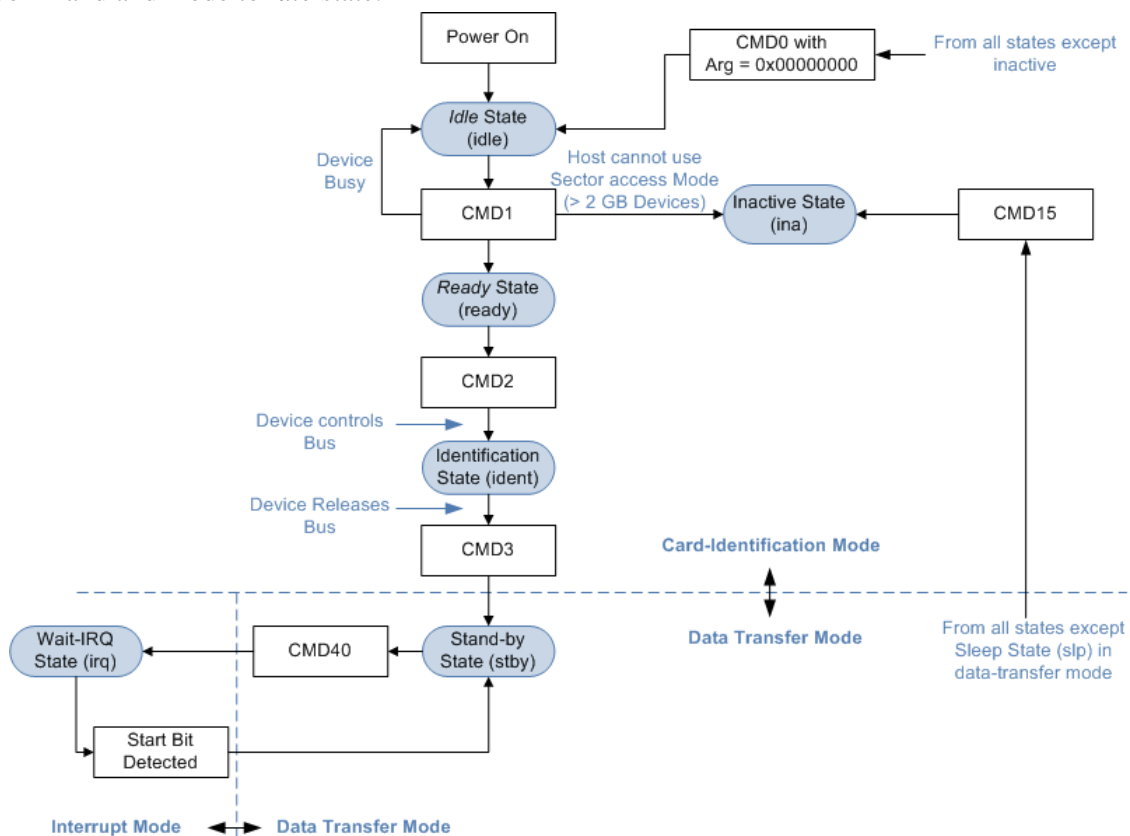 Power On
CMD0 with
Arg = 0x00000000
From all states except
inactive
Idle State
(idle)
Device
Busy
Host cannot use
Sector access Mode
(> 2 GB Devices)
CMD1
Inactive State
(ina)
CMD15
Ready State
(ready)
CMD2
Device controls
Bus
Identification
State (ident)
Device Releases
Bus
CMD3
Card-Identification Mode
Data Transfer Mode
Wait-IRQ
State (irq)
CMD40
Stand-by
State (stby)
From all states except
Sleep State (slp) in
data-transfer mode
Start Bit
Detected
Interrupt Mode
Data Transfer Mode